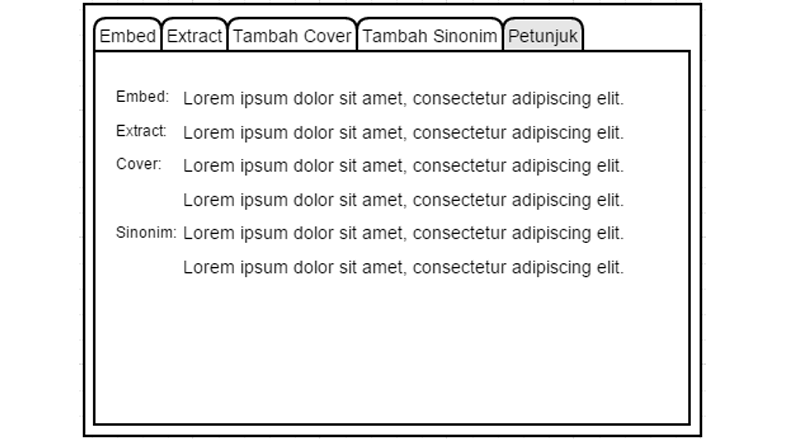 Embed Extract Tambah Cover Tambah Sinonim Petunjuk
Embed: Lorem ipsum dolor sit amet, consectetur adipiscing elit.
Extract: Lorem ipsum dolor sit amet, consectetur adipiscing elit.
Cover: Lorem ipsum dolor sit amet, consectetur adipiscing elit.
Lorem ipsum dolor sit amet, consectetur adipiscing elit.
Sinonim: Lorem ipsum dolor sit amet, consectetur adipiscing elit.
Lorem ipsum dolor sit amet, consectetur adipiscing elit.